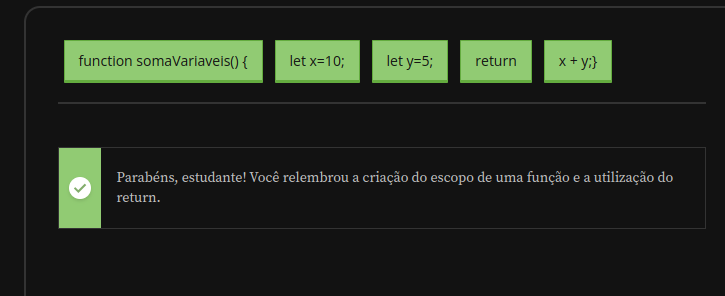 function somaVariaveis() { let x=10; let y=5; return x + y;}
Parabéns, estudante! Você relembrou a criação do escopo de uma função e a utilização do
return.